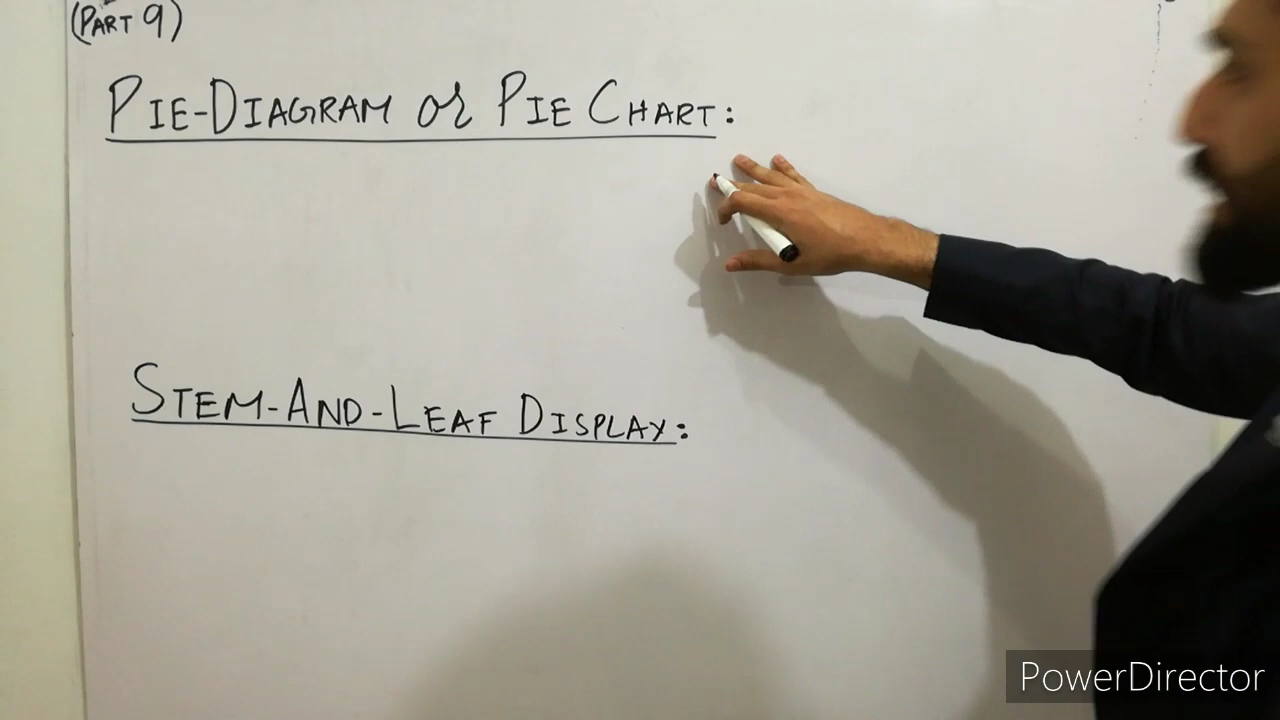 (PART 9)
PIE-DIAGRAM or PIE CHART:
STEM-AND-LEAF DISPLAY:
PowerDirector